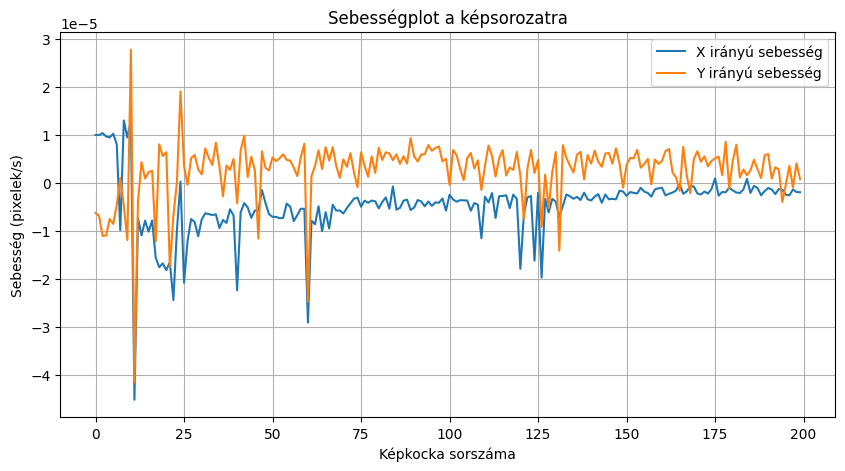 Sebességplot a képsorozatra
1e−5
X irányú sebesség
Y irányú sebesség
3
2
1
0
−1
−2
−3
−4
Sebesség (pixelek/s)
0 25 50 75 100 125 150 175 200
Képkocka sorszáma